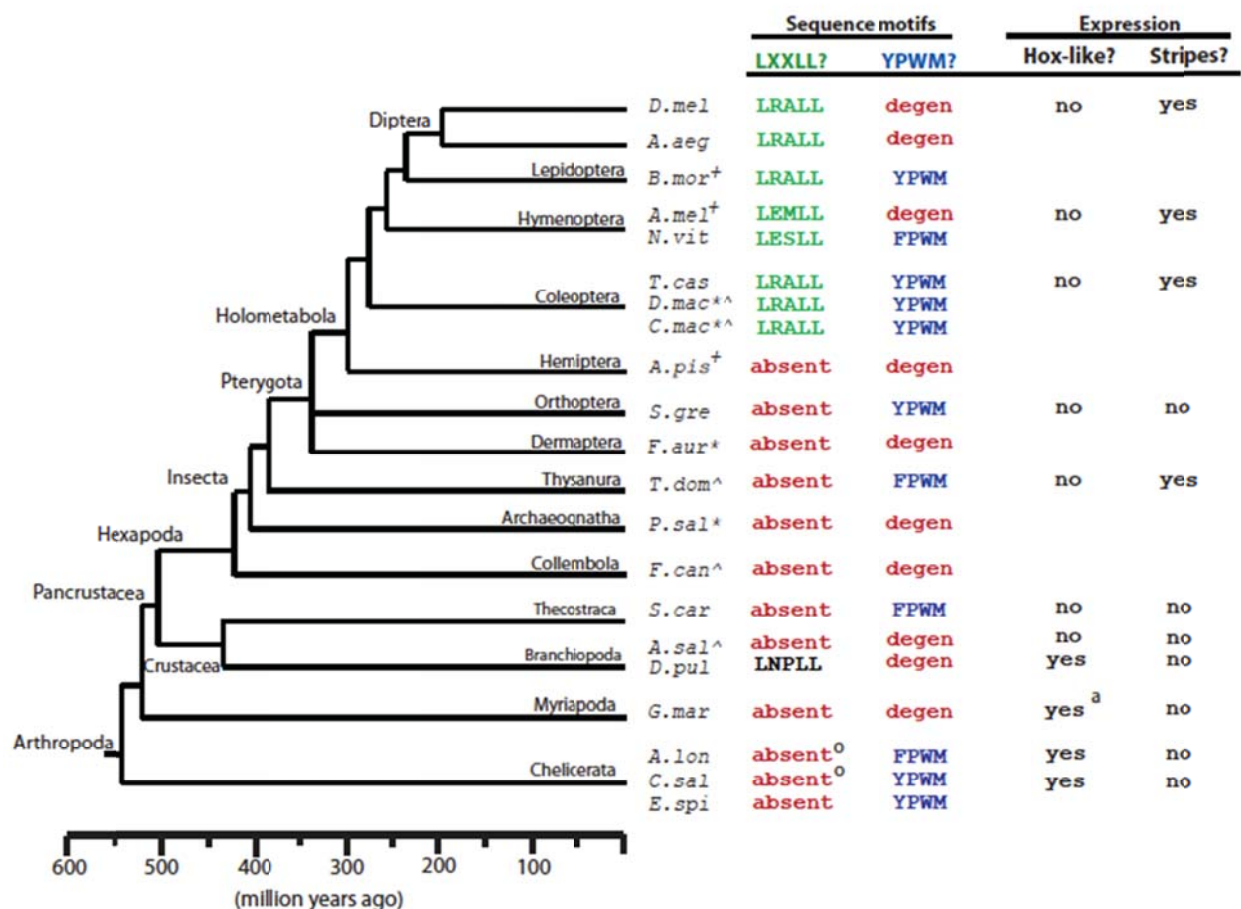 Sequence motifs Expression
LXXLL? YPWM? Hox-like? Stripes?
Diptera D.mel LRALL degen no yes
A.aeg LRALL degen
Lepidoptera B.mor+ LRALL YPWM
Hymenoptera A.mel+ LEMLL degen no yes
N.vit LESLL FPWM
T.cas LRALL YPWM no yes
Coleoptera D.mac*^ LRALL YPWM
Holometabola C.mac*^ LRALL YPWM
Hemiptera A.pis+ absent degen
Pterygota
Orthoptera S.gre absent YPWM no no
Dermaptera F.aur* absent degen
Insecta Thysanura T.dom^ absent FPWM no yes
Archaeognatha P.sal* absent degen
Hexapoda
Collembola F.can^ absent degen
Pancrustacea
Thecostraca S.car absent FPWM no no
A.sal^ absent degen no no
Crustacea Branchiopoda D.pul LNPLL degen yes no
Myriapoda G.mar absent degen yes a no
Arthropoda A.lon absent o FPWM yes no
Chelicerata C.sal absent o YPWM yes no
E.spi absent YPWM
600 500 400 300 200 100
(million years ago)